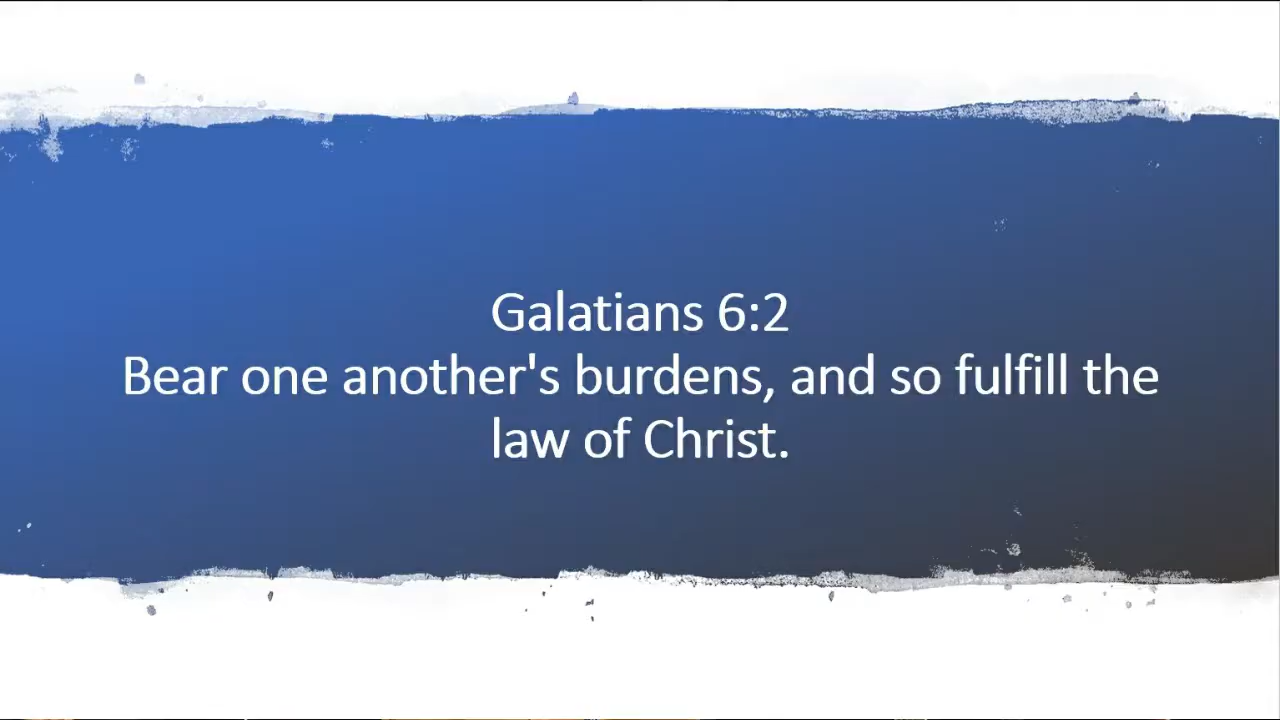 Galatians 6:2
Bear one another's burdens, and so fulfill the
law of Christ.